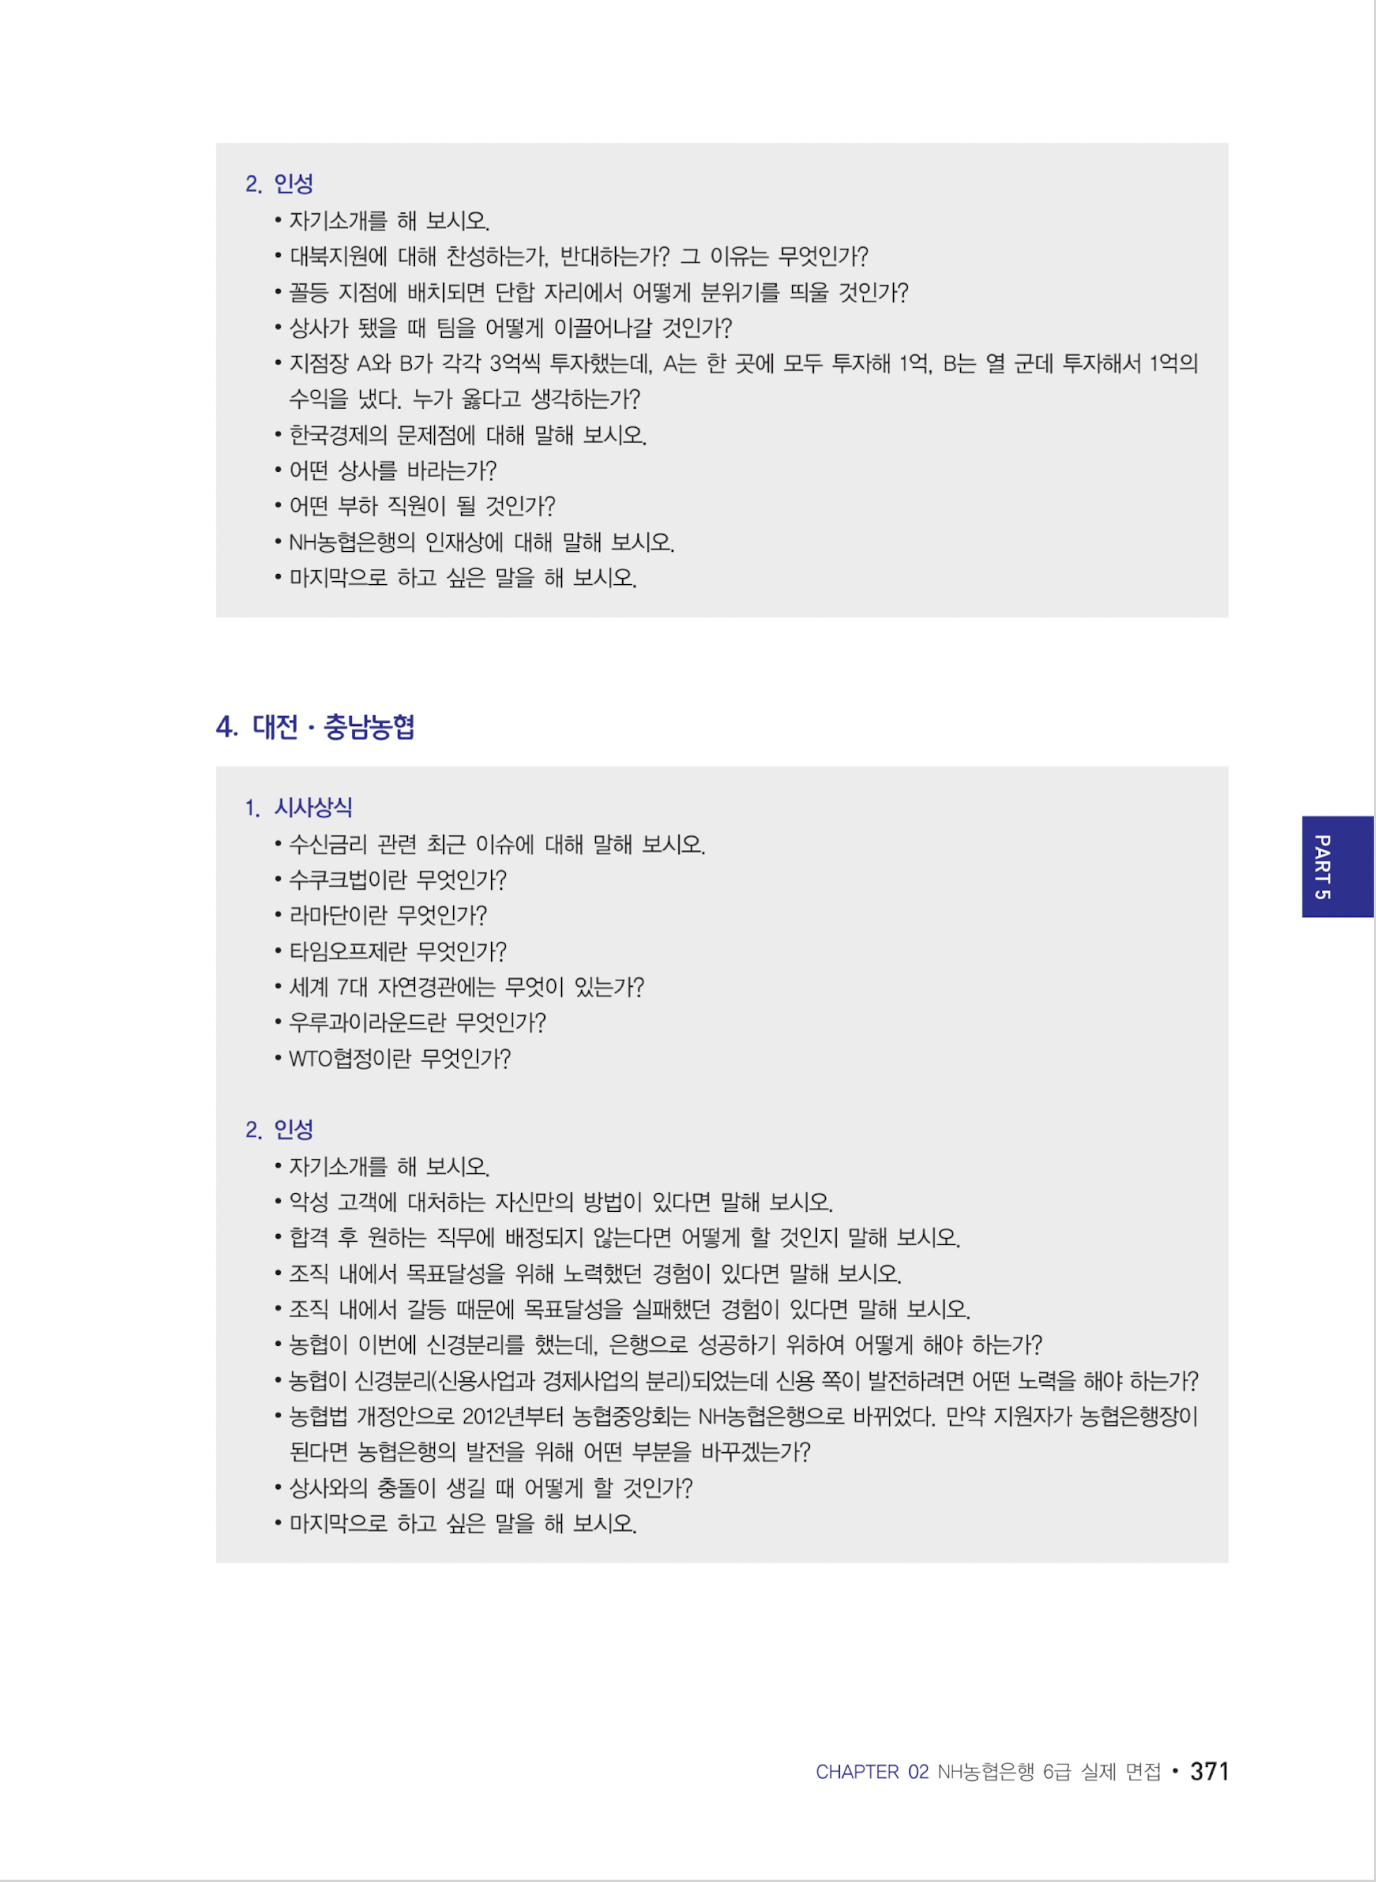 2. 인성
• 자기소개를 해 보시오.
• 대북지원에 대해 찬성하는가, 반대하는가? 그 이유는 무엇인가?
• 꼴등 지점에 배치되면 단합 자리에서 어떻게 분위기를 띄울 것인가?
• 상사가 됐을 때 팀을 어떻게 이끌어나갈 것인가?
• 지점장 A와 B가 각각 3억씩 투자했는데, A는 한 곳에 모두 투자해 1억, B는 열 군데 투자해서 1억의
수익을 냈다. 누가 옳다고 생각하는가?
• 한국경제의 문제점에 대해 말해 보시오.
• 어떤 상사를 바라는가?
• 어떤 부하 직원이 될 것인가?
• NH농협은행의 인재상에 대해 말해 보시오.
• 마지막으로 하고 싶은 말을 해 보시오.
4. 대전 · 충남농협
1. 시사상식
• 수신금리 관련 최근 이슈에 대해 말해 보시오.
• 수쿠크법이란 무엇인가?
• 라마단이란 무엇인가?
• 타임오프제란 무엇인가?
• 세계 7대 자연경관에는 무엇이 있는가?
• 우루과이라운드란 무엇인가?
• WTO협정이란 무엇인가?
2. 인성
• 자기소개를 해 보시오.
• 악성 고객에 대처하는 자신만의 방법이 있다면 말해 보시오.
• 합격 후 원하는 직무에 배정되지 않는다면 어떻게 할 것인지 말해 보시오.
• 조직 내에서 목표달성을 위해 노력했던 경험이 있다면 말해 보시오.
• 조직 내에서 갈등 때문에 목표달성을 실패했던 경험이 있다면 말해 보시오.
• 농협이 이번에 신경분리를 했는데, 은행으로 성공하기 위하여 어떻게 해야 하는가?
• 농협이 신경분리(신용사업과 경제사업의 분리)되었는데 신용 쪽이 발전하려면 어떤 노력을 해야 하는가?
• 농협법 개정안으로 2012년부터 농협중앙회는 NH농협은행으로 바뀌었다. 만약 지원자가 농협은행장이
된다면 농협은행의 발전을 위해 어떤 부분을 바꾸겠는가?
• 상사와의 충돌이 생길 때 어떻게 할 것인가?
• 마지막으로 하고 싶은 말을 해 보시오.
PART 5
CHAPTER 02 NH농협은행 6급 실제 면접 • 371